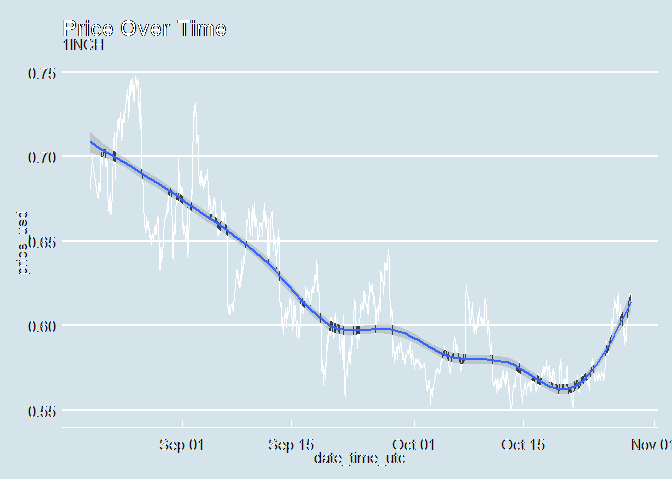 Price Over Time
1INCH
0.75
0.70
0.65
0.60
0.55
price_usd
Sep 01
Sep 15
Oct 01
Oct 15
Nov 01
date_time_utc